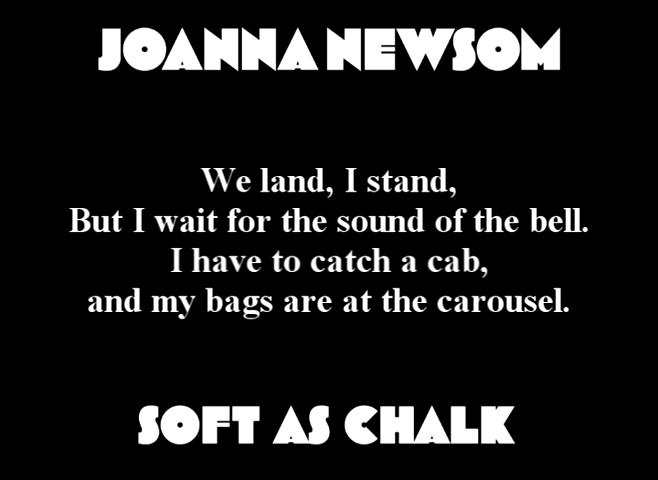 JOANNA NEWSOM
We land, I stand,
But I wait for the sound of the bell.
I have to catch a cab,
and my bags are at the carousel.
SOFT AS CHALK